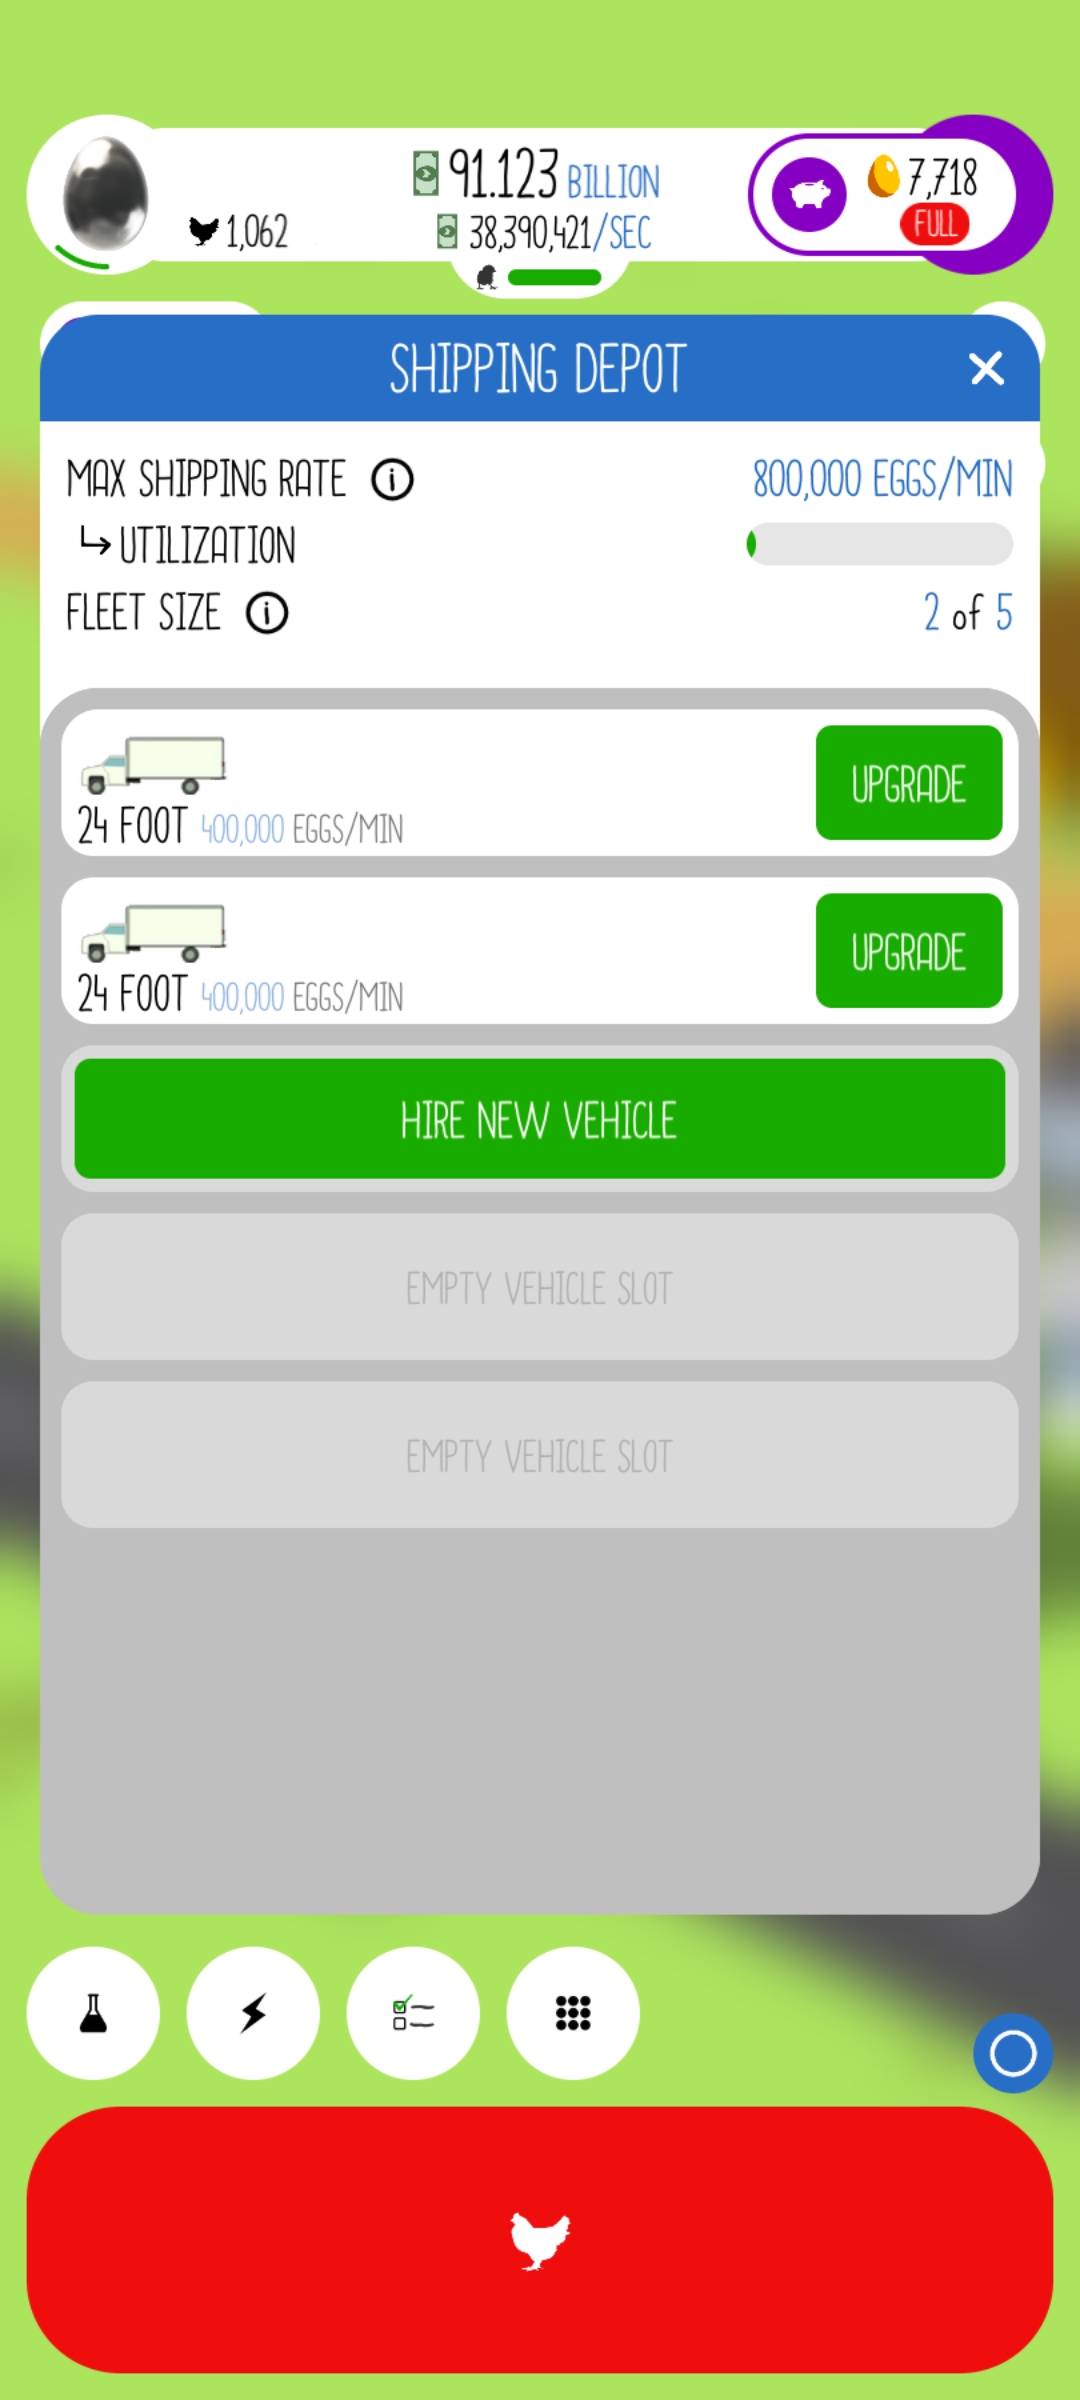 91.123 BILLION
7,718
1,062
38,390,421/SEC
FULL
SHIPPING DEPOT
MAX SHIPPING RATE
800,000 EGGS/MIN
UTILIZATION
FLEET SIZE
2 of 5
24 FOOT 400,000 EGGS/MIN
UPGRADE
24 FOOT 400,000 EGGS/MIN
UPGRADE
HIRE NEW VEHICLE
EMPTY VEHICLE SLOT
EMPTY VEHICLE SLOT